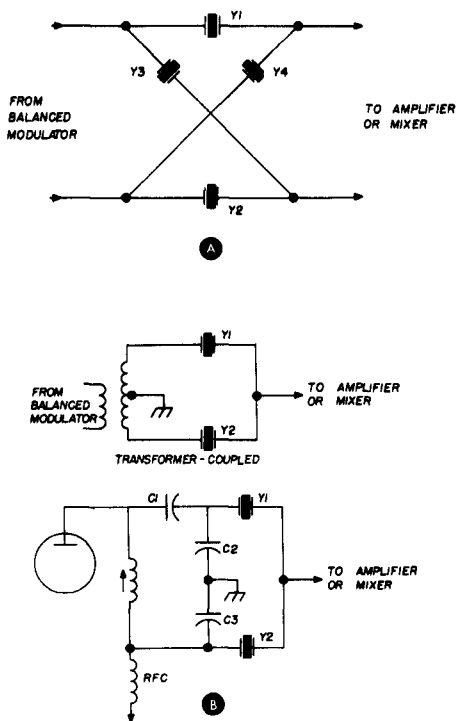 Y1
Y3
Y4
FROM
BALANCED
MODULATOR
TO AMPLIFIER
OR MIXER
Y2
A
Y1
FROM
BALANCED
MODULATOR
TO AMPLIFIER
OR MIXER
Y2
TRANSFORMER-COUPLED
C1
Y1
C2
TO AMPLIFIER
OR MIXER
C3
Y2
RFC
B